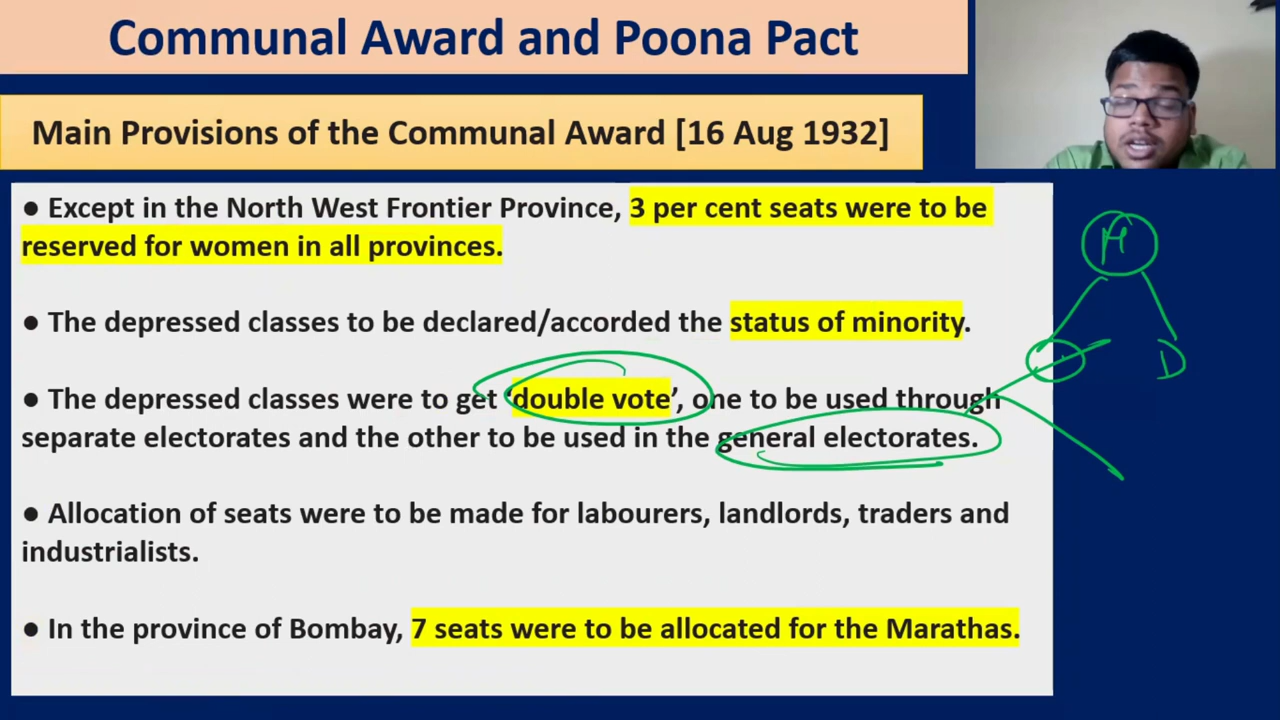 Communal Award and Poona Pact
Main Provisions of the Communal Award [16 Aug 1932]
● Except in the North West Frontier Province, 3 per cent seats were to be
reserved for women in all provinces.
● The depressed classes to be declared/accorded the status of minority.
● The depressed classes were to get ‘double vote’, one to be used through
separate electorates and the other to be used in the general electorates.
● Allocation of seats were to be made for labourers, landlords, traders and
industrialists.
● In the province of Bombay, 7 seats were to be allocated for the Marathas.
H
D